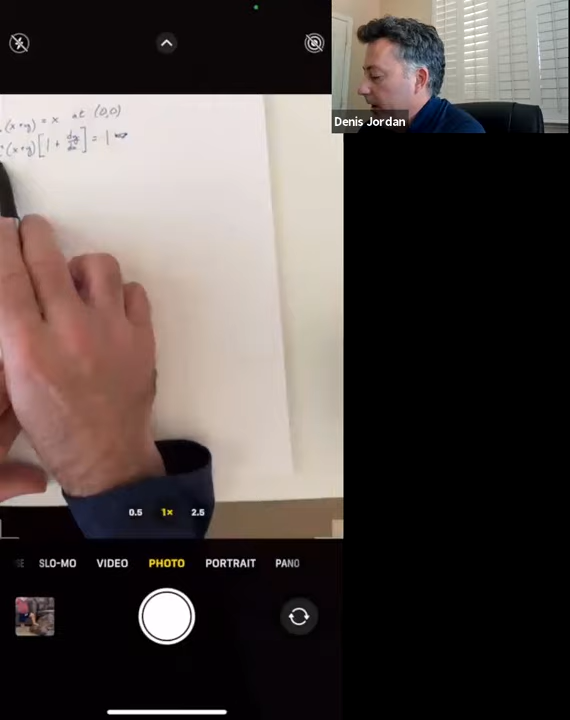 Denis Jordan
(x+y) = x at (0,0)
(x+y)[1 + dy/dx] = 1
0.5 1× 2.5
SLO-MO VIDEO PHOTO PORTRAIT PANO